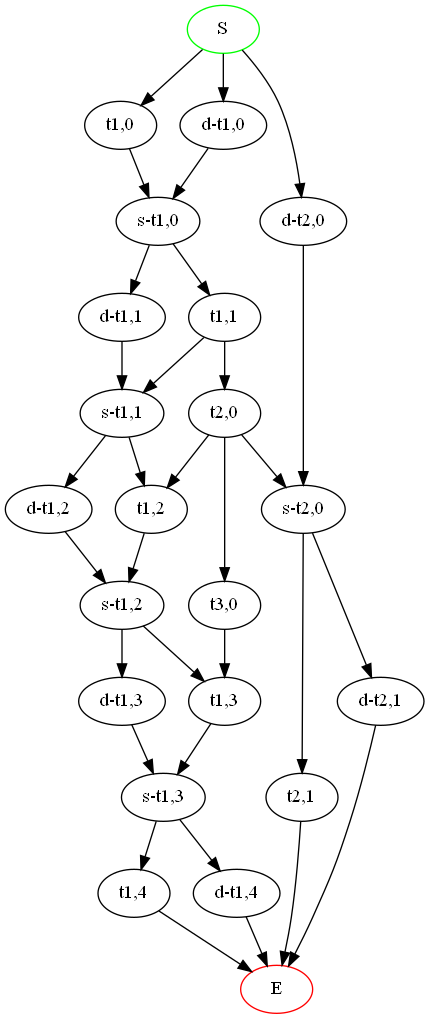 S
t1,0
d-t1,0
s-t1,0
d-t2,0
d-t1,1
t1,1
s-t1,1
t2,0
d-t1,2
t1,2
s-t2,0
s-t1,2
t3,0
d-t1,3
t1,3
d-t2,1
s-t1,3
t2,1
t1,4
d-t1,4
E